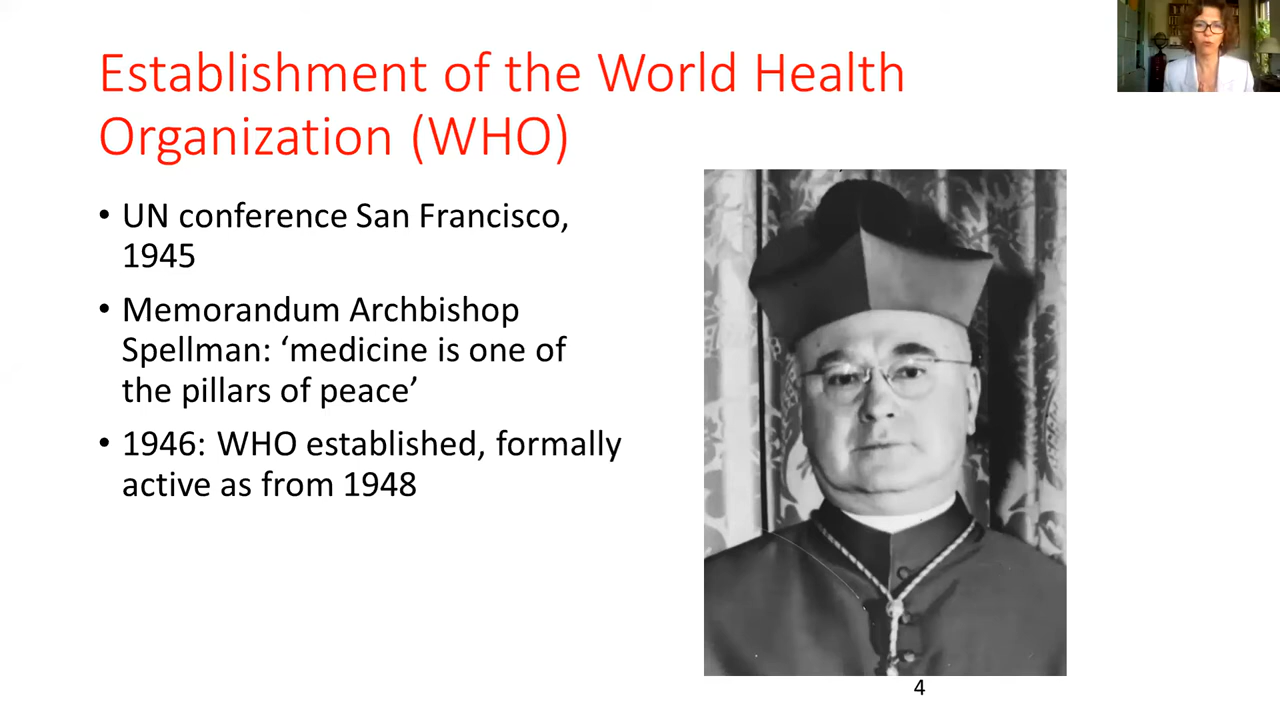 Establishment of the World Health
Organization (WHO)
• UN conference San Francisco,
1945
• Memorandum Archbishop
Spellman: ‘medicine is one of
the pillars of peace’
• 1946: WHO established, formally
active as from 1948
4